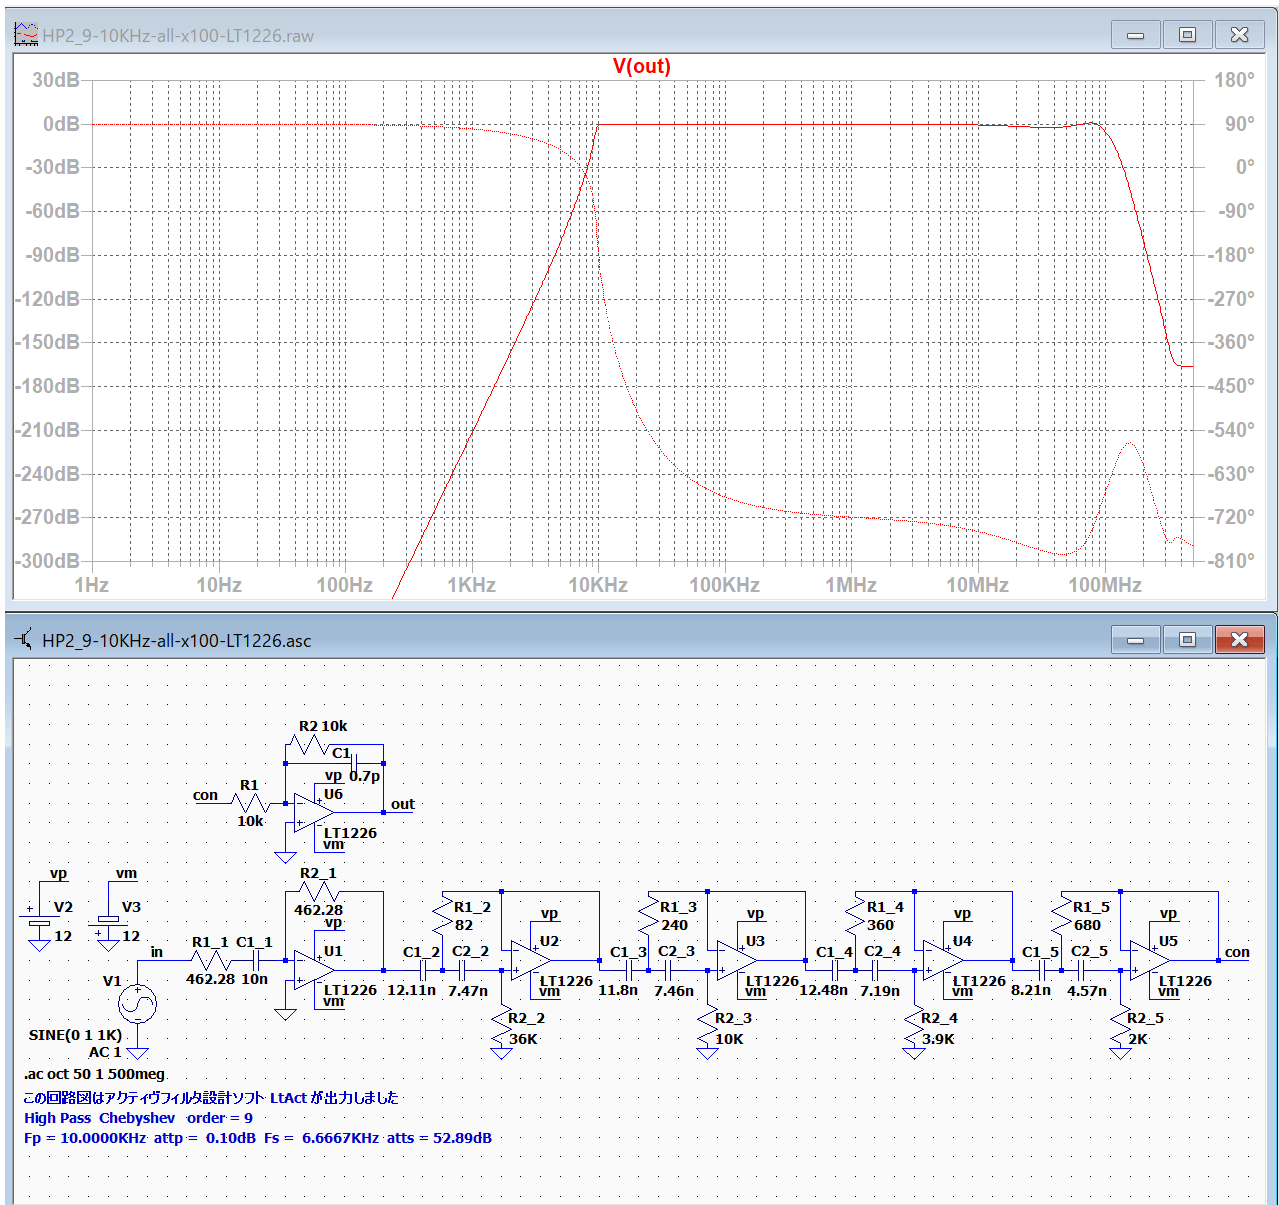 HP2_9-10KHz-all-x100-LT1226.raw
V(out)
30dB
180°
0dB
90°
-30dB
0°
-60dB
-90°
-90dB
-180°
-120dB
-270°
-150dB
-360°
-180dB
-450°
-210dB
-540°
-240dB
-630°
-270dB
-720°
-300dB
-810°
1Hz 10Hz 100Hz 1KHz 10KHz 100KHz 1MHz 10MHz 100MHz
HP2_9-10KHz-all-x100-LT1226.asc
R2 10k
C1
vp 0.7p
R1
U6
con
out
10k
LT1226
vm
vp
V2
12
vm
V3
12
R2_1
462.28
vp
in
R1_1 C1_1
U1
462.28 10n
LT1226
vm
V1
SINE(0 1 1K)
AC 1
R1_2
82
vp
C1_2 C2_2
U2
12.11n 7.47n
LT1226
vm
R2_2
36K
R1_3
240
vp
C1_3 C2_3
U3
11.8n 7.46n
LT1226
vm
R2_3
10K
R1_4
360
vp
C1_4 C2_4
U4
12.48n 7.19n
LT1226
vm
R2_4
3.9K
R1_5
680
vp
C1_5 C2_5
U5
con
8.21n 4.57n
LT1226
vm
R2_5
2K
.ac oct 50 1 500meg
この回路図はアクティヴフィルタ設計ソフト LtAct が出力しました
High Pass Chebyshev order = 9
Fp = 10.0000KHz attp = 0.10dB Fs = 6.6667KHz atts = 52.89dB